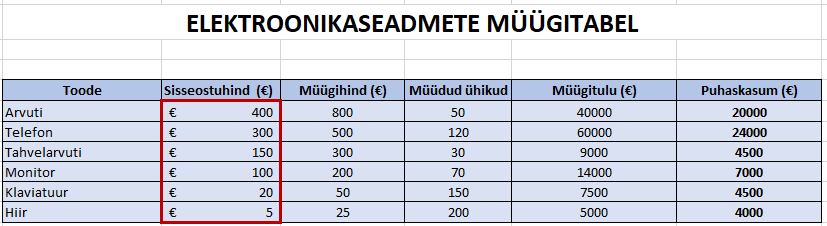 ELEKTROONIKASEADMETE MÜÜGITABEL
Toode Sisseostuhind (€) Müügihind (€) Müüdud ühikud Müügitulu (€) Puhaskasum (€)
Arvuti € 400 800 50 40000 20000
Telefon € 300 500 120 60000 24000
Tahvelarvuti € 150 300 30 9000 4500
Monitor € 100 200 70 14000 7000
Klaviatuur € 20 50 150 7500 4500
Hiir € 5 25 200 5000 4000